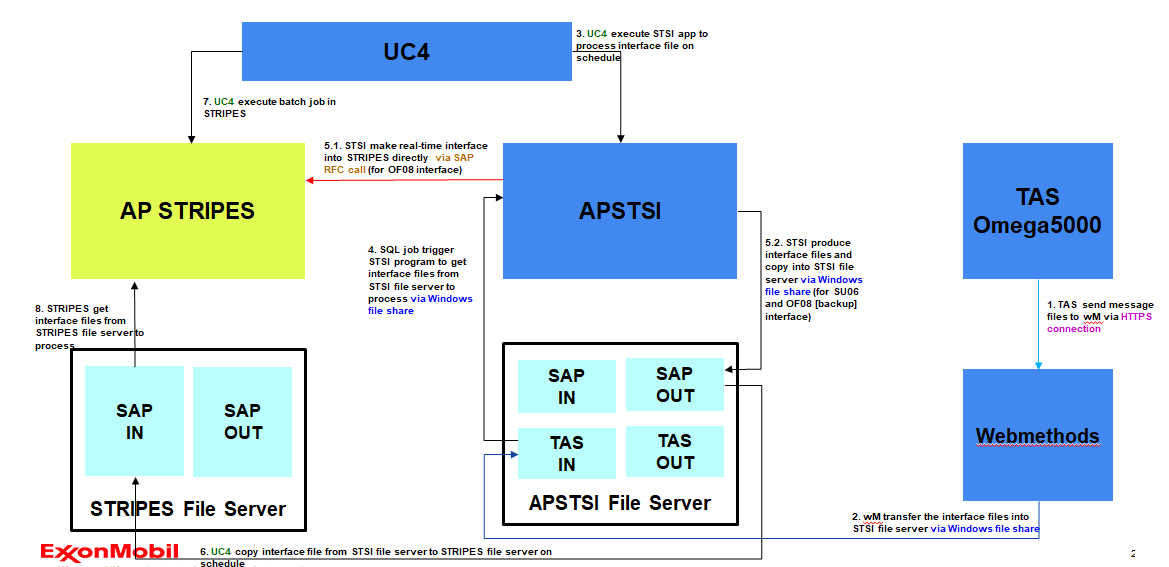 UC4
3. UC4 execute STSI app to
process interface file on
schedule
7. UC4 execute batch job in
STRIPES
5.1. STSI make real-time interface
into STRIPES directly via SAP
RFC call (for OF08 interface)
AP STRIPES
APSTSI
TAS
Omega5000
4. SQL job trigger
STSI program to get
interface files from
STSI file server to
process via Windows
file share
5.2. STSI produce
interface files and
copy into STSI file
server via Windows
file share (for SU06
and OF08 [backup]
interface)
8. STRIPES get
interface files from
STRIPES file server to
process
1. TAS send message
files to wM via HTTPS
connection
SAP
IN
SAP
OUT
STRIPES File Server
SAP
IN
SAP
OUT
TAS
IN
TAS
OUT
APSTSI File Server
Webmethods
2. wM transfer the interface files into
STSI file server via Windows file share
ExxonMobil
6. UC4 copy interface file from STSI file server to STRIPES file server on
schedule